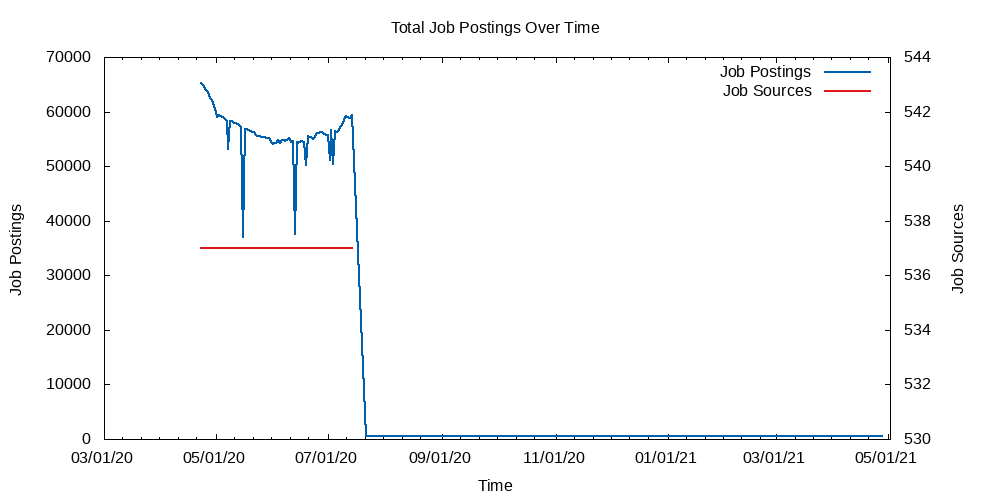 Total Job Postings Over Time
70000
60000
50000
40000
30000
20000
10000
0
544
542
540
538
536
534
532
530
Job Postings
Job Sources
Job Postings
Job Sources
03/01/20 05/01/20 07/01/20 09/01/20 11/01/20 01/01/21 03/01/21 05/01/21
Time